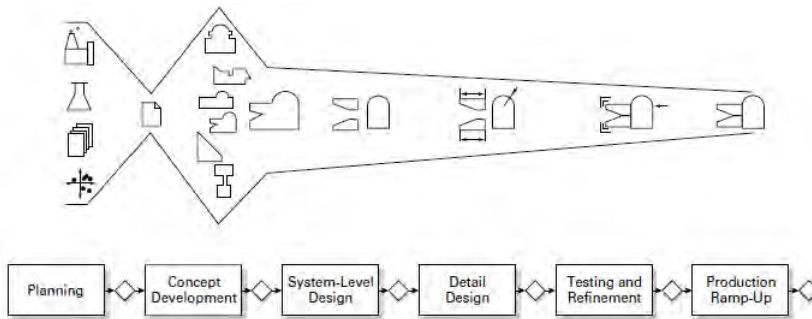 Planning
Concept
Development
System-Level
Design
Detail
Design
Testing and
Refinement
Production
Ramp-Up